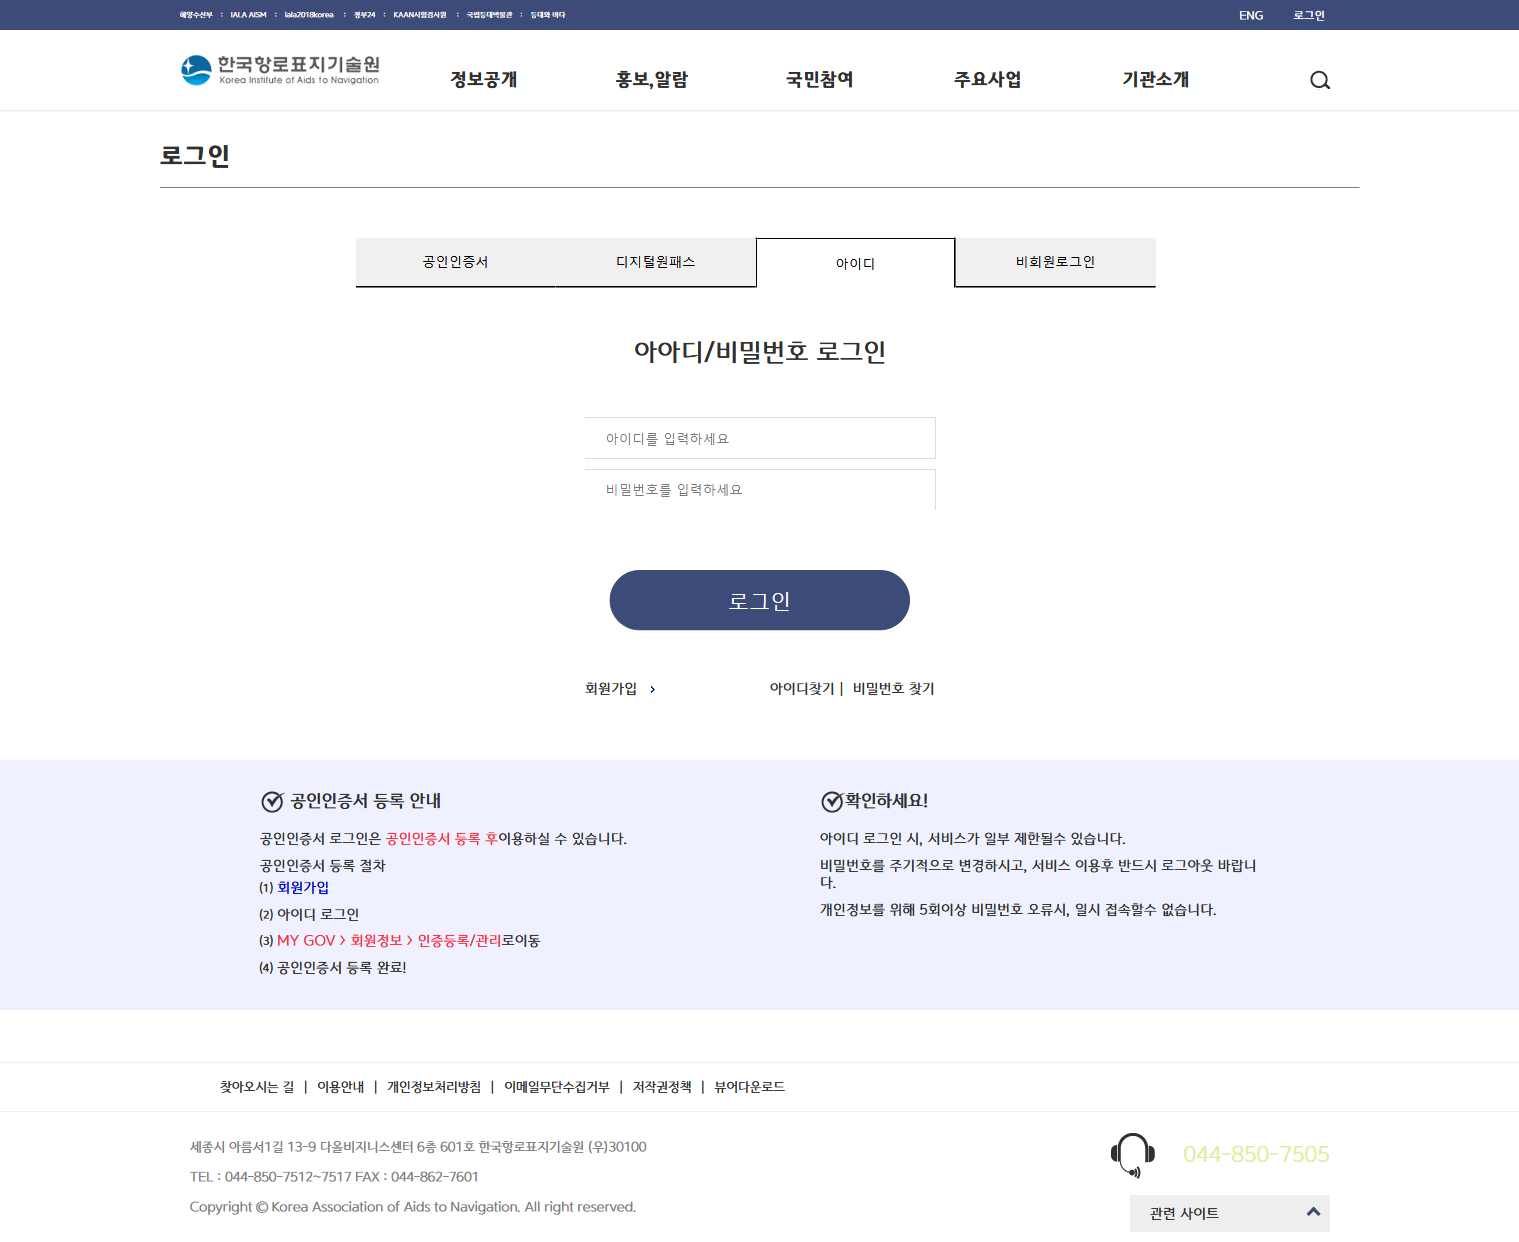 해양수산부 : IALA AISM : iala2018korea : 정부24 : KAAN시험검사원 : 국립등대박물관 : 등대와 바다
ENG 로그인
한국항로표지기술원
Korea Institute of Aids to Navigation
정보공개 홍보,알람 국민참여 주요사업 기관소개
로그인
공인인증서 디지털원패스 아이디 비회원로그인
아아디/비밀번호 로그인
아이디를 입력하세요
비밀번호를 입력하세요
로그인
회원가입 > 아이디찾기 | 비밀번호 찾기
공인인증서 등록 안내
공인인증서 로그인은 공인인증서 등록 후이용하실 수 있습니다.
공인인증서 등록 절차
(1) 회원가입
(2) 아이디 로그인
(3) MY GOV > 회원정보 > 인증등록/관리로이동
(4) 공인인증서 등록 완료!
확인하세요!
아이디 로그인 시, 서비스가 일부 제한될수 있습니다.
비밀번호를 주기적으로 변경하시고, 서비스 이용후 반드시 로그아웃 바랍니
다.
개인정보를 위해 5회이상 비밀번호 오류시, 일시 접속할수 없습니다.
찾아오시는 길 | 이용안내 | 개인정보처리방침 | 이메일무단수집거부 | 저작권정책 | 뷰어다운로드
세종시 아름서1길 13-9 다올비지니스센터 6층 601호 한국항로표지기술원 (우)30100
TEL : 044-850-7512~7517 FAX : 044-862-7601
Copyright © Korea Association of Aids to Navigation. All right reserved.
044-850-7505
관련 사이트